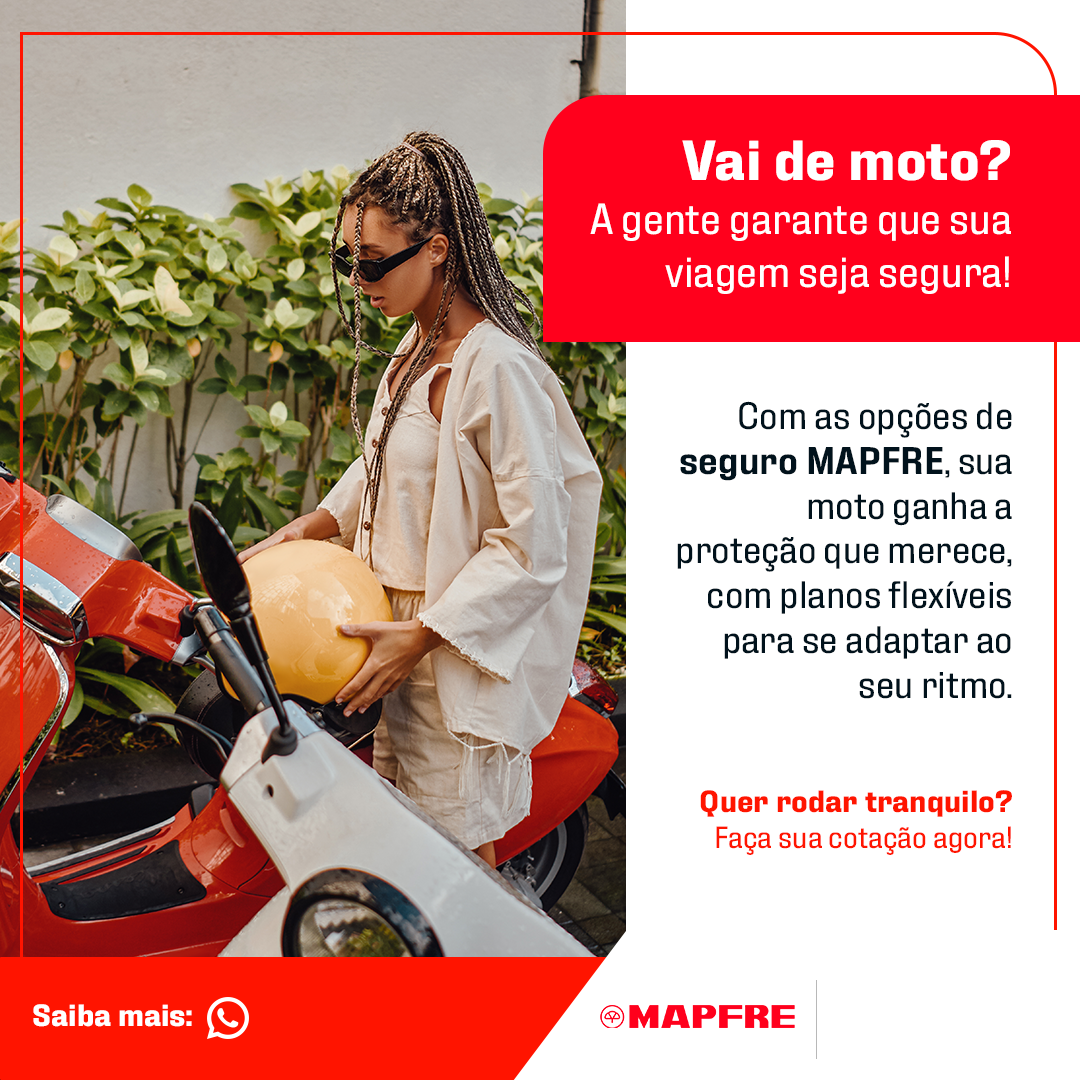 Vai de moto?
A gente garante que sua
viagem seja segura!
Com as opções de
seguro MAPFRE, sua
moto ganha a
proteção que merece,
com planos flexíveis
para se adaptar ao
seu ritmo.
Quer rodar tranquilo?
Faça sua cotação agora!
Saiba mais:
MAPFRE